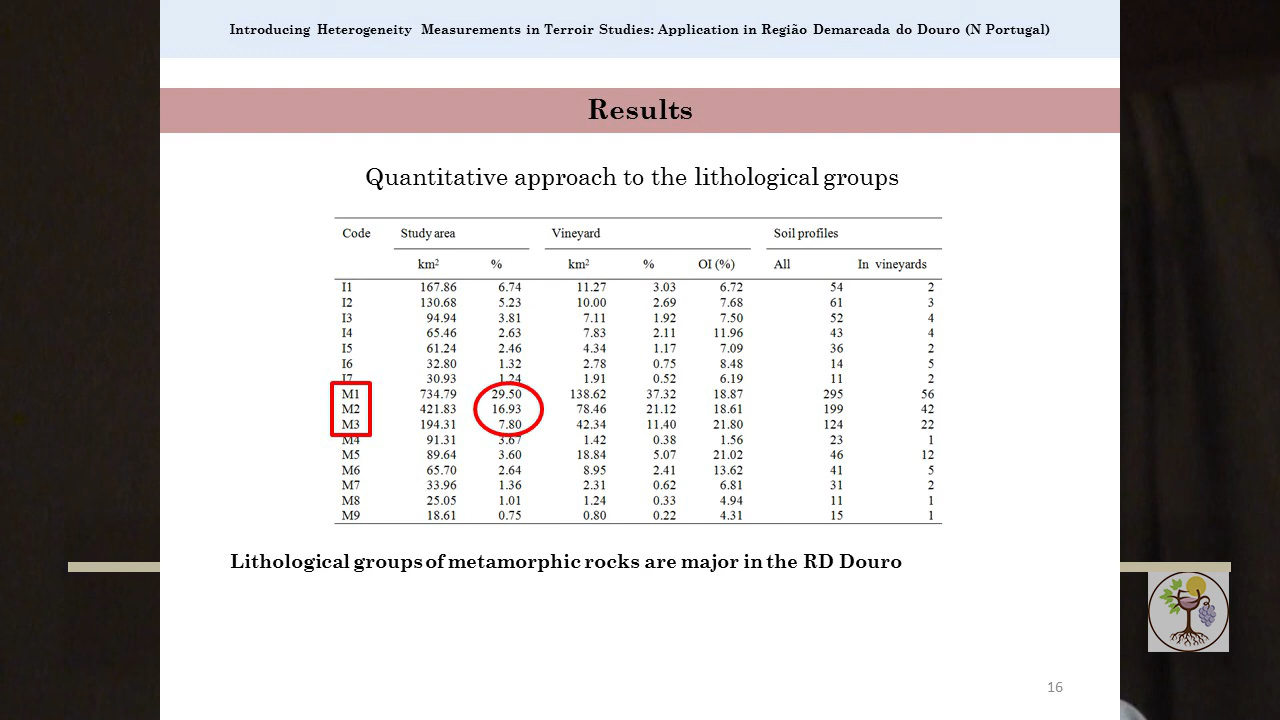 Introducing Heterogeneity Measurements in Terroir Studies: Application in Região Demarcada do Douro (N Portugal)
Results
Quantitative approach to the lithological groups
Code Study area Vineyard Soil profiles
km² % km² % OI (%) All In vineyards
I1 167.86 6.74 11.27 3.03 6.72 54 2
I2 130.68 5.23 10.00 2.69 7.68 61 3
I3 94.94 3.81 7.11 1.92 7.50 52 4
I4 65.46 2.63 7.83 2.11 11.96 43 4
I5 61.24 2.46 4.34 1.17 7.09 36 2
I6 32.80 1.32 2.78 0.75 8.48 14 5
I7 30.93 1.24 1.91 0.52 6.19 11 2
M1 734.79 29.50 138.62 37.32 18.87 295 56
M2 421.83 16.93 78.46 21.12 18.61 199 42
M3 194.31 7.80 42.34 11.40 21.80 124 22
M4 91.31 3.67 1.42 0.38 1.56 23 1
M5 89.64 3.60 18.84 5.07 21.02 46 12
M6 65.70 2.64 8.95 2.41 13.62 41 5
M7 33.96 1.36 2.31 0.62 6.81 31 2
M8 25.05 1.01 1.24 0.33 4.94 11 1
M9 18.61 0.75 0.80 0.22 4.31 15 1
Lithological groups of metamorphic rocks are major in the RD Douro
16